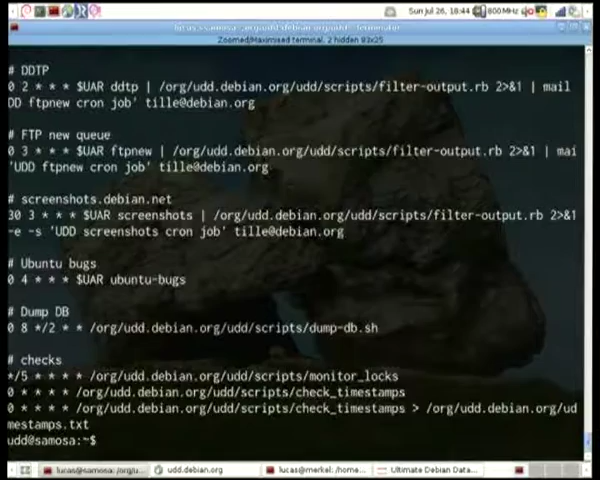 Sun Jul 26, 18:44
800 MHz
Zoomed/Maximised terminal, 2 hidden 93x25
# DDTP
0 2 * * * $UAR ddtp | /org/udd.debian.org/udd/scripts/filter-output.rb 2>&1 | mail
DD ftpnew cron job' tille@debian.org
# FTP new queue
0 3 * * * $UAR ftpnew | /org/udd.debian.org/udd/scripts/filter-output.rb 2>&1 | mai
'UDD ftpnew cron job' tille@debian.org
# screenshots.debian.net
30 3 * * * $UAR screenshots | /org/udd.debian.org/udd/scripts/filter-output.rb 2>&1
-e -s 'UDD screenshots cron job' tille@debian.org
# Ubuntu bugs
0 4 * * * $UAR ubuntu-bugs
# Dump DB
0 8 */2 * * /org/udd.debian.org/udd/scripts/dump-db.sh
# checks
*/5 * * * * /org/udd.debian.org/udd/scripts/monitor_locks
0 * * * * /org/udd.debian.org/udd/scripts/check_timestamps
0 * * * * /org/udd.debian.org/udd/scripts/check_timestamps > /org/udd.debian.org/ud
mestamps.txt
udd@samosa:~$
lucas@samosa: /org/u...
udd.debian.org
lucas@merkel: /home...
Ultimate Debian Data...